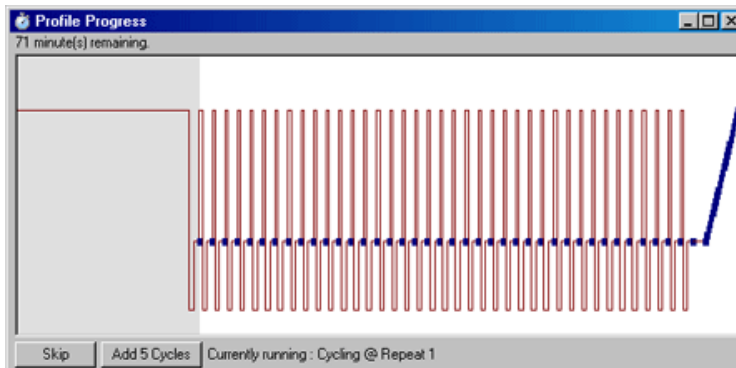 Profile Progress
71 minute(s) remaining.
Skip
Add 5 Cycles
Currently running : Cycling @ Repeat 1